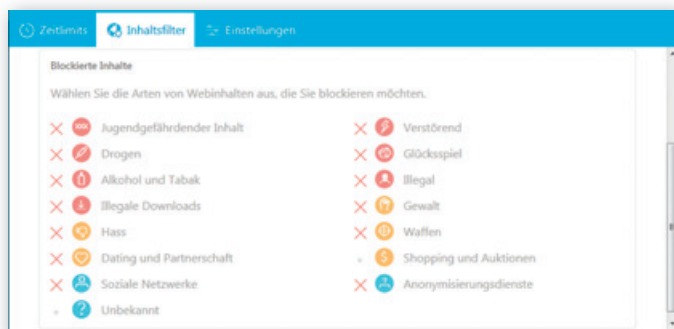 Zeitlimits Inhaltsfilter Einstellungen
Blockierte Inhalte
Wählen Sie die Arten von Webinhalten aus, die Sie blockieren möchten.
Jugendgefährdender Inhalt
Verstörend
Drogen
Glücksspiel
Alkohol und Tabak
Illegal
Illegale Downloads
Gewalt
Hass
Waffen
Dating und Partnerschaft
Shopping und Auktionen
Soziale Netzwerke
Anonymisierungsdienste
Unbekannt